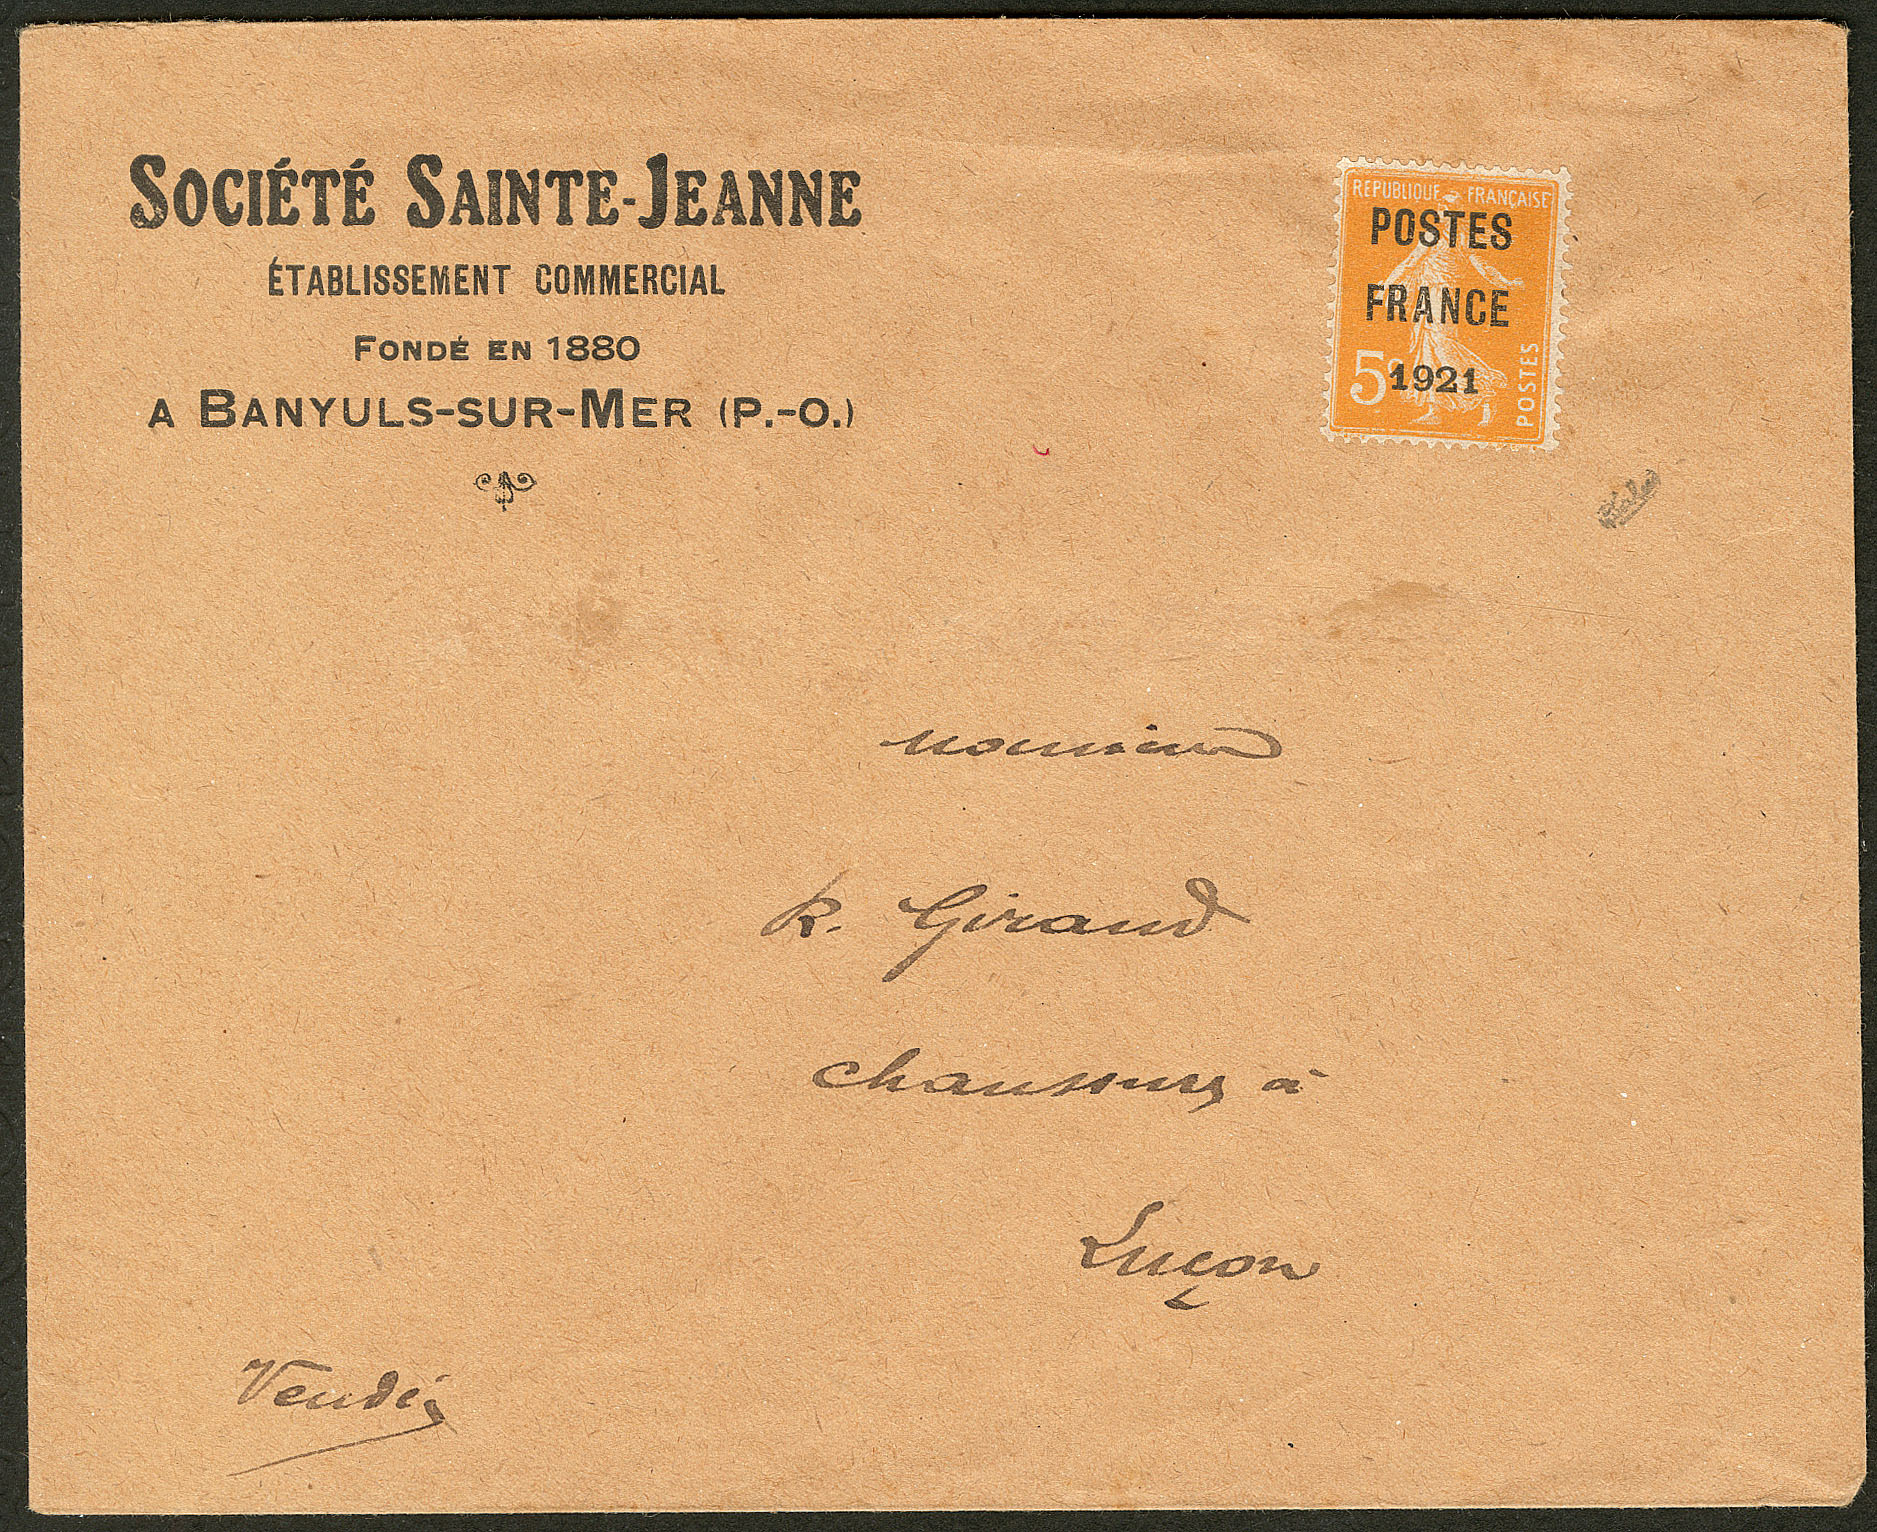 SOCIÉTÉ SAINTE-JEANNE
ÉTABLISSEMENT COMMERCIAL
FONDÉ EN 1880
A BANYULS-SUR-MER (P.-O.)
REPUBLIQUE FRANÇAISE
POSTES
FRANCE
5c 1921
POSTES
monsieur
R. Giraud
chaussures à
Luçon